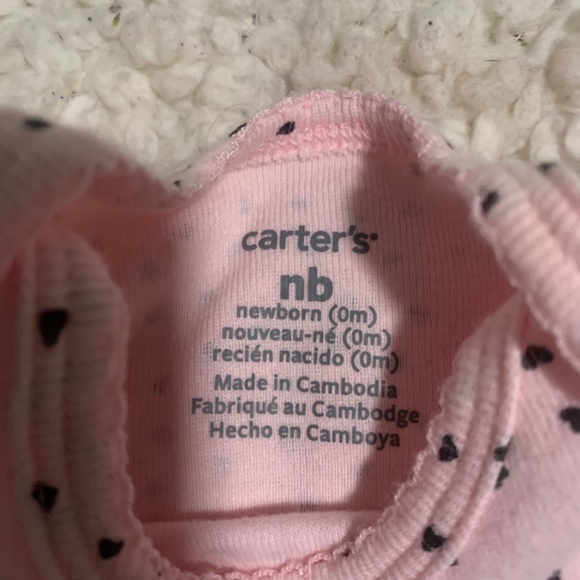 carter's
nb
newborn (0m)
nouveau-né (0m)
recién nacido (0m)
Made in Cambodia
Fabriqué au Cambodge
Hecho en Camboya